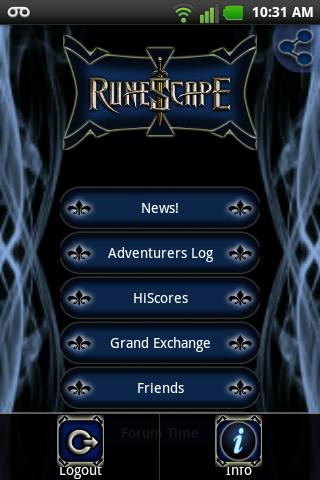 10:31 AM
RUNESCAPE
News!
Adventurers Log
HiScores
Grand Exchange
Friends
Forum Time
Logout Info